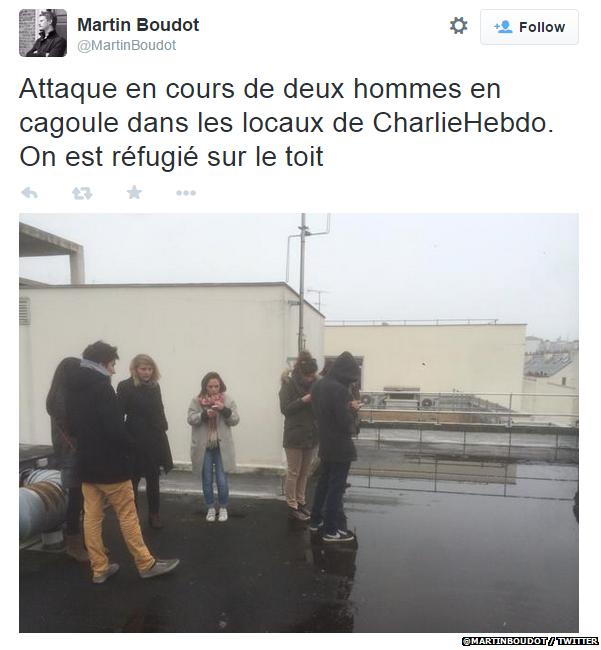 Martin Boudot
@MartinBoudot
Follow
Attaque en cours de deux hommes en
cagoule dans les locaux de CharlieHebdo.
On est réfugié sur le toit
@MARTINBOUDOT / TWITTER